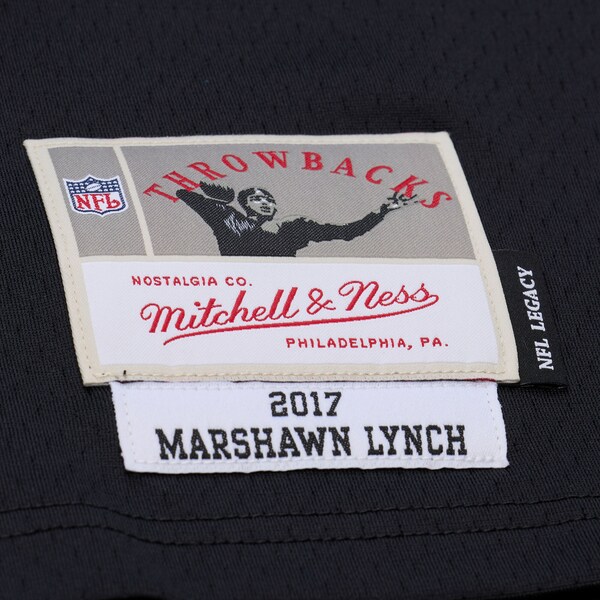 THROWBACKS
NFL
NOSTALGIA CO.
Mitchell & Ness
PHILADELPHIA, PA.
NFL LEGACY
2017
MARSHAWN LYNCH